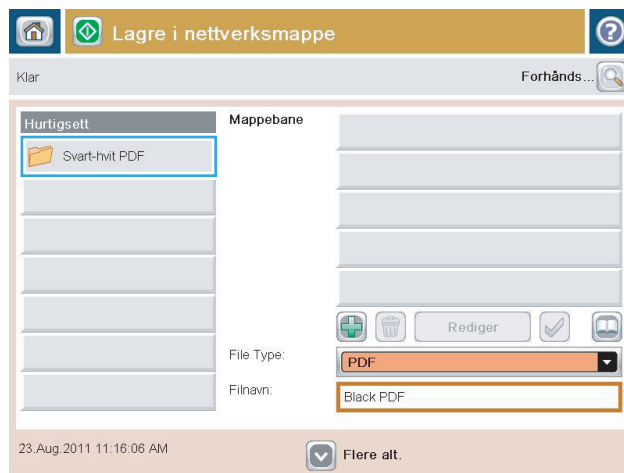 Lagre i nettverksmappe
Klar
Forhånds...
Hurtigsett
Mappebane
Svart-hvit PDF
Rediger
File Type:
PDF
Filnavn:
Black PDF
23.Aug.2011 11:16:06 AM
Flere alt.